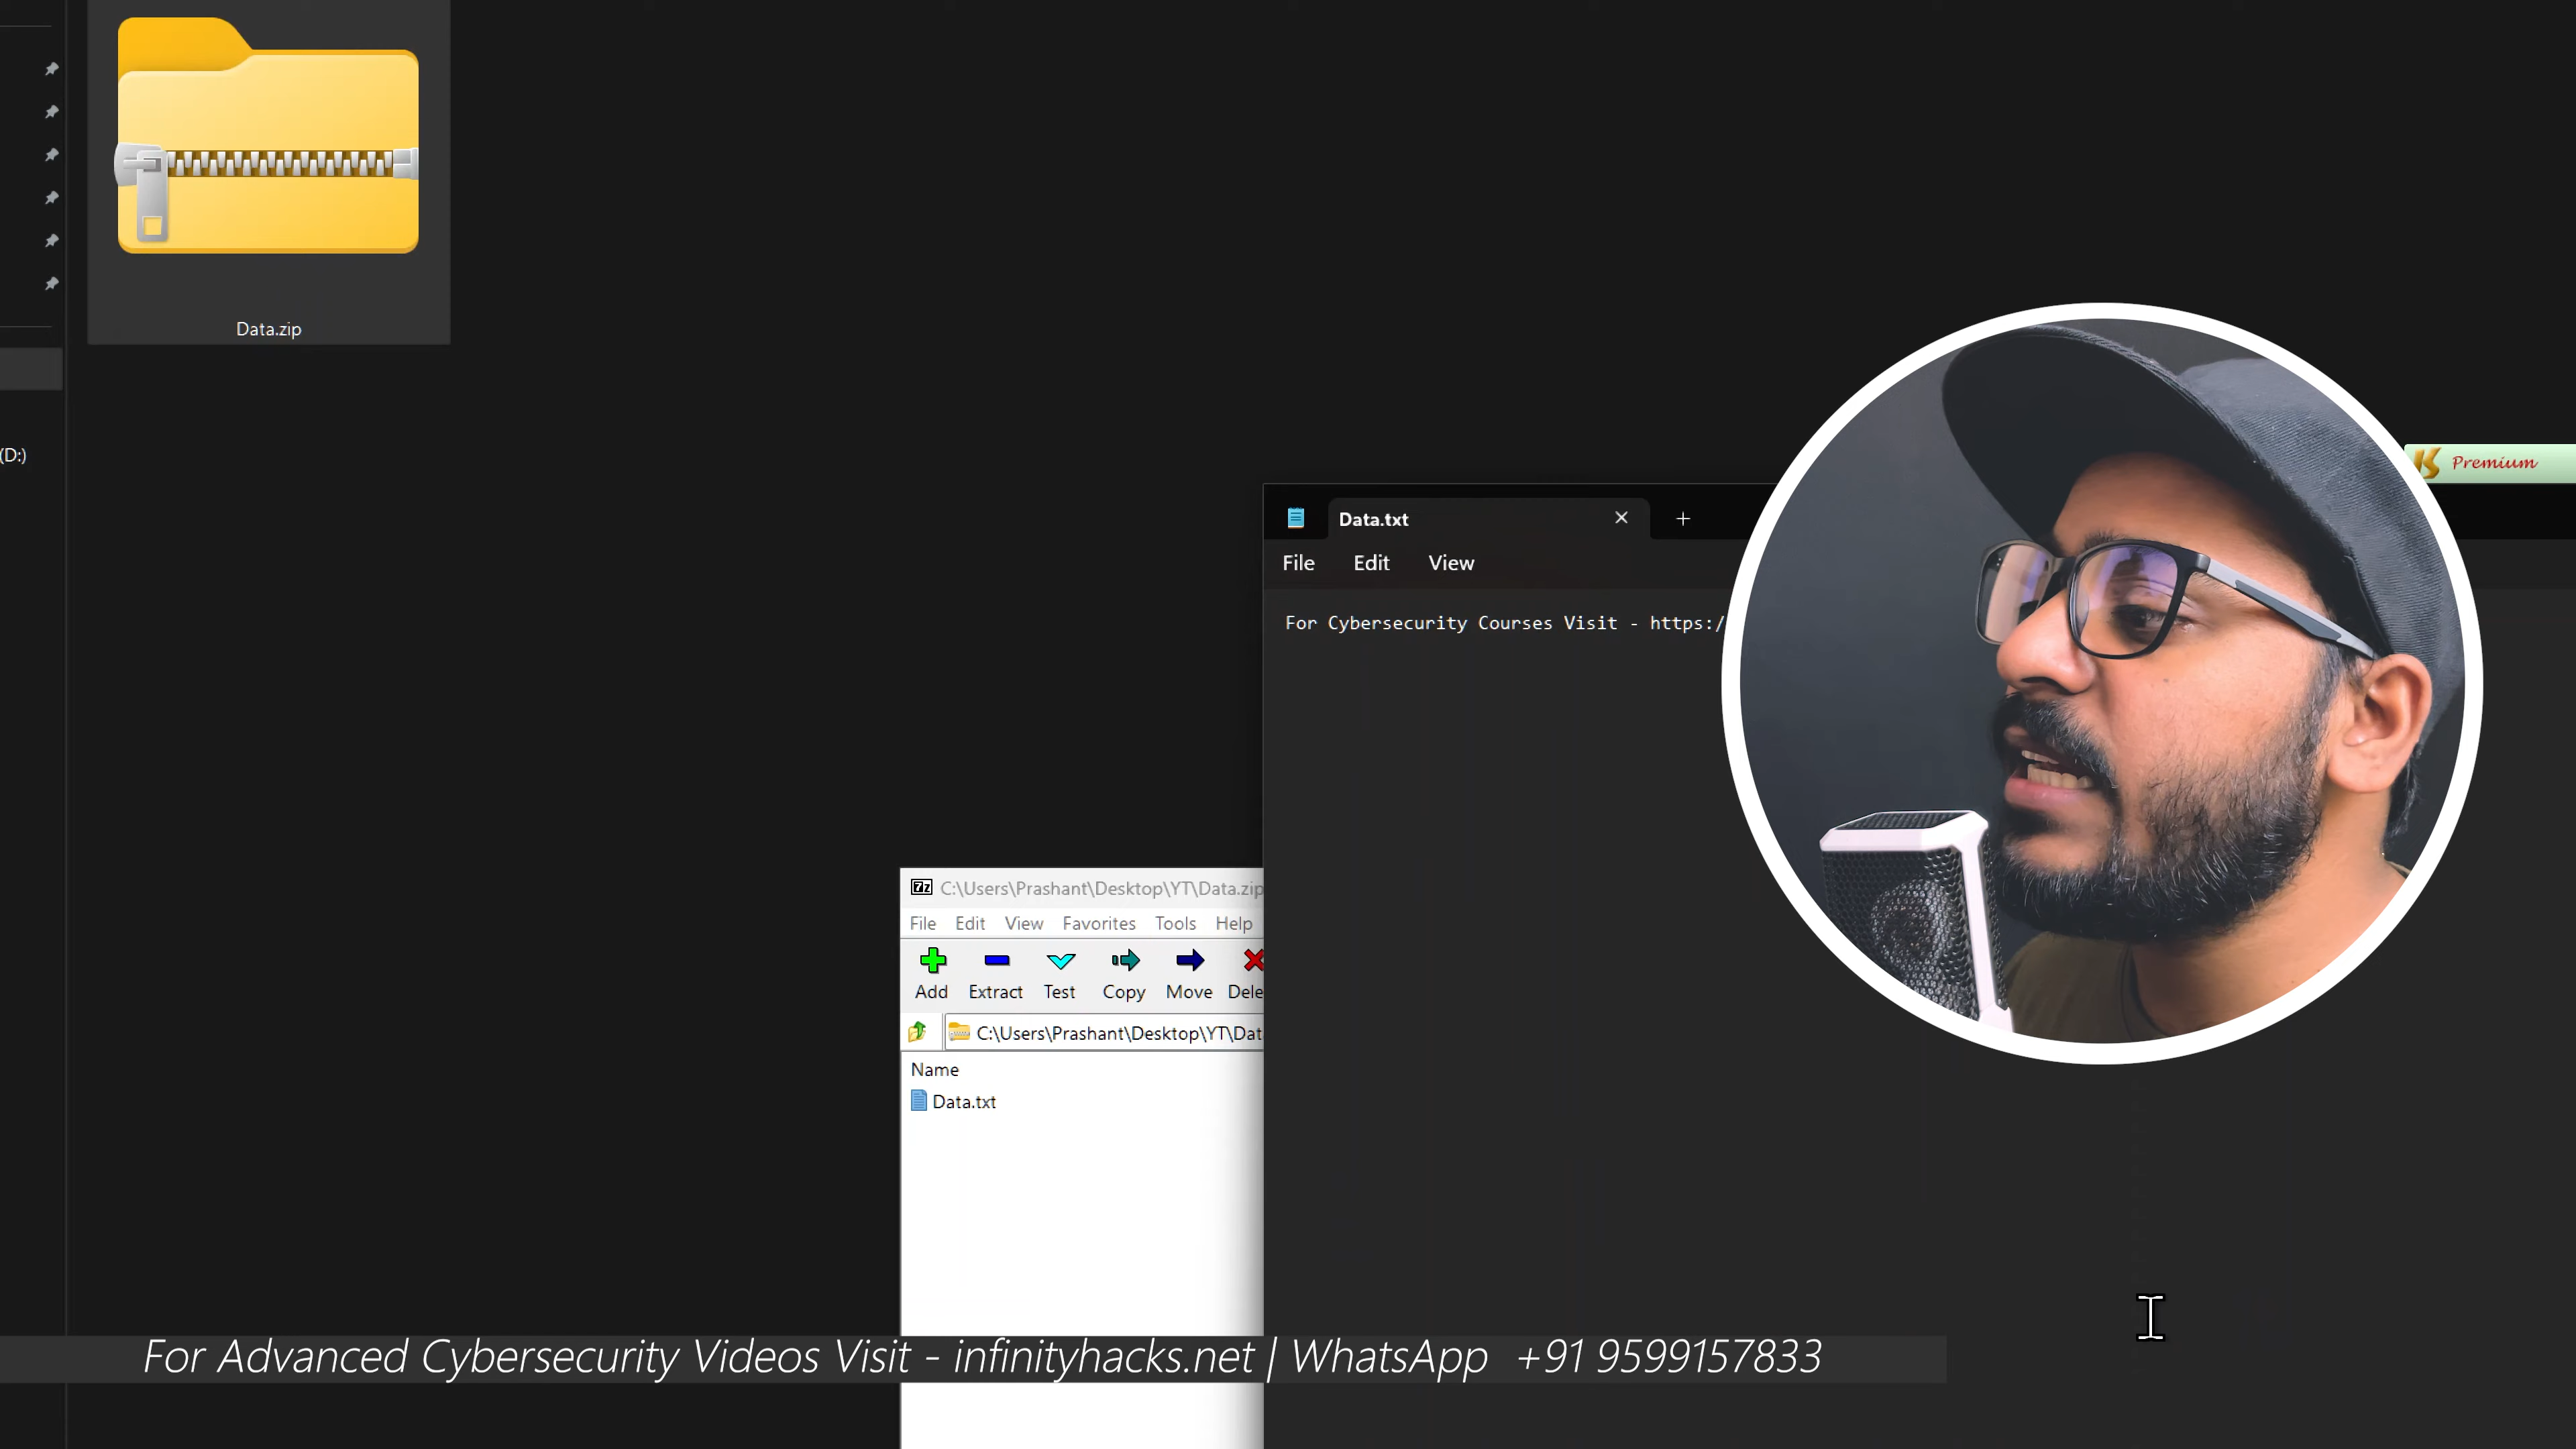 Data.zip
(D:)
Premium
Data.txt
File Edit View
For Cybersecurity Courses Visit - https:/
C:\Users\Prashant\Desktop\YT\Data.zip
File Edit View Favorites Tools Help
Add Extract Test Copy Move Dele
C:\Users\Prashant\Desktop\YT\Dat
Name
Data.txt
For Advanced Cybersecurity Videos Visit - infinityhacks.net | WhatsApp +91 9599157833